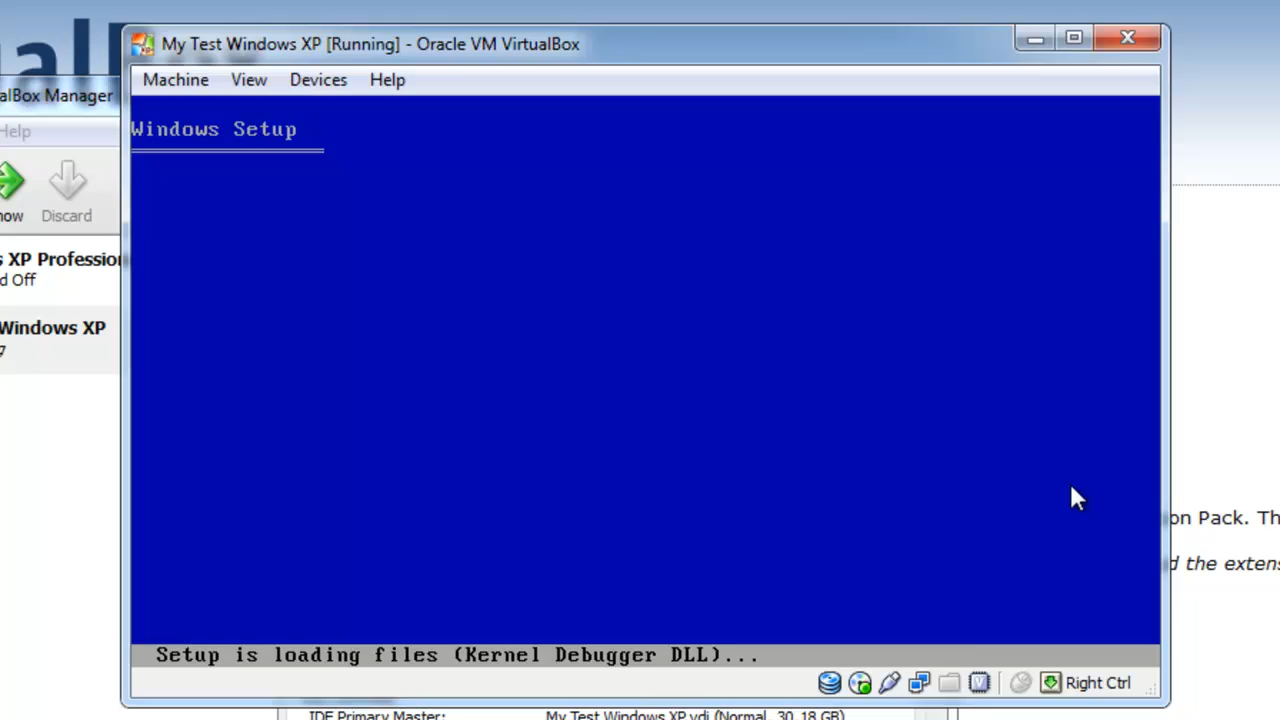 My Test Windows XP [Running] - Oracle VM VirtualBox
Machine View Devices Help
alBox Manager
Help
Windows Setup
how Discard
s XP Profession
d Off
Windows XP
g
on Pack. Th
d the extens
Setup is loading files (Kernel Debugger DLL)...
Right Ctrl
IDE Primary Master: My Test Windows XP.vdi (Normal, 30.18 GB)